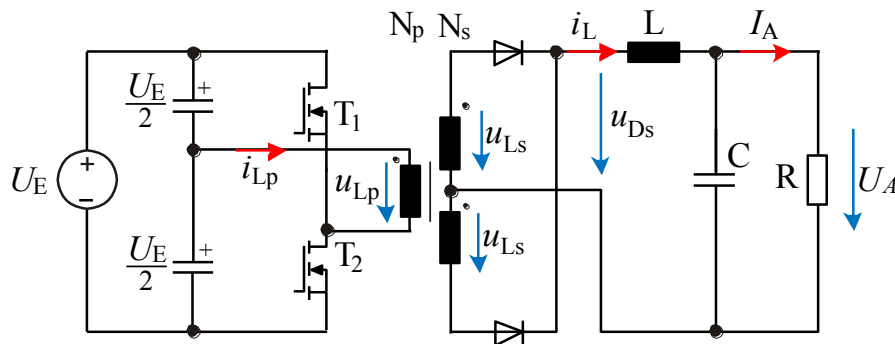 N_p N_s
i_L
L
I_A
U_E/2
+
T_1
u_Ls
u_Ds
i_Lp
U_E
+
−
u_Lp
C
R
U_A
U_E/2
+
u_Ls
T_2